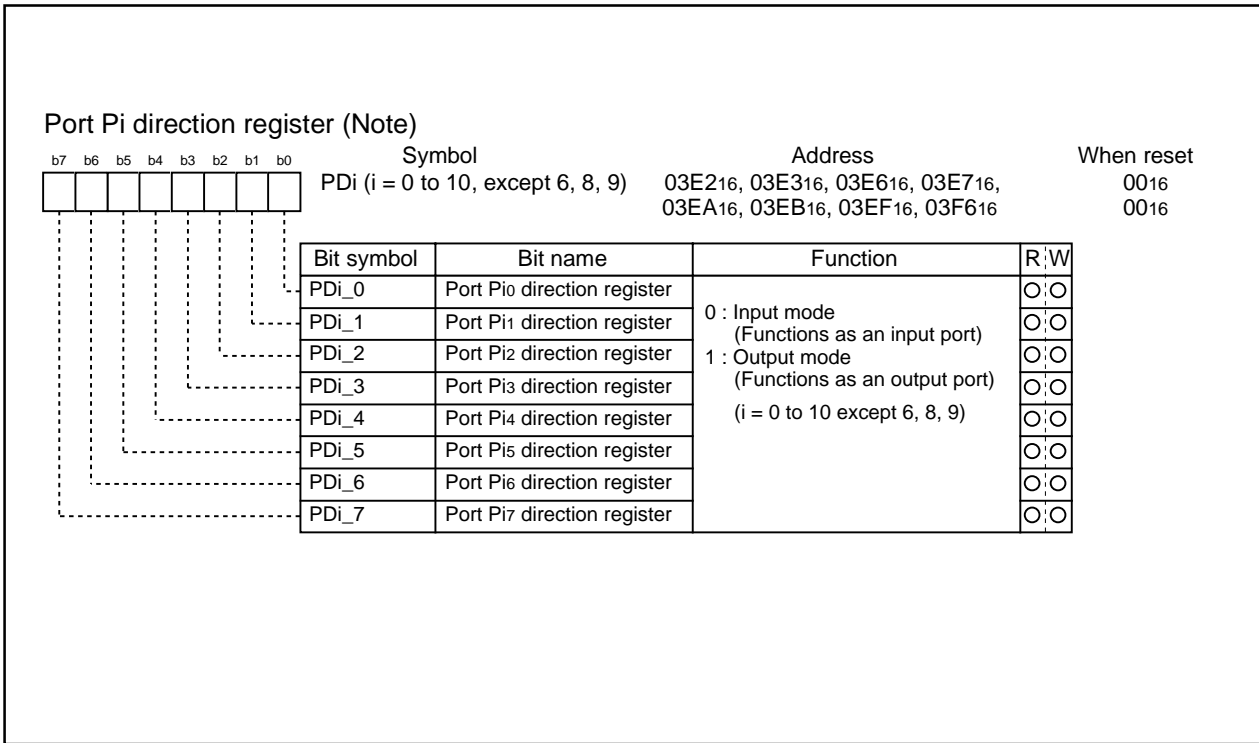 Port Pi direction register (Note)
b7 b6 b5 b4 b3 b2 b1 b0
Symbol Address When reset
PDi (i = 0 to 10, except 6, 8, 9) 03E216, 03E316, 03E616, 03E716, 0016
03EA16, 03EB16, 03EF16, 03F616 0016
Bit symbol Bit name Function R W
PDi_0 Port Pi0 direction register
PDi_1 Port Pi1 direction register
PDi_2 Port Pi2 direction register
PDi_3 Port Pi3 direction register
PDi_4 Port Pi4 direction register
PDi_5 Port Pi5 direction register
PDi_6 Port Pi6 direction register
PDi_7 Port Pi7 direction register
0 : Input mode
(Functions as an input port)
1 : Output mode
(Functions as an output port)
(i = 0 to 10 except 6, 8, 9)